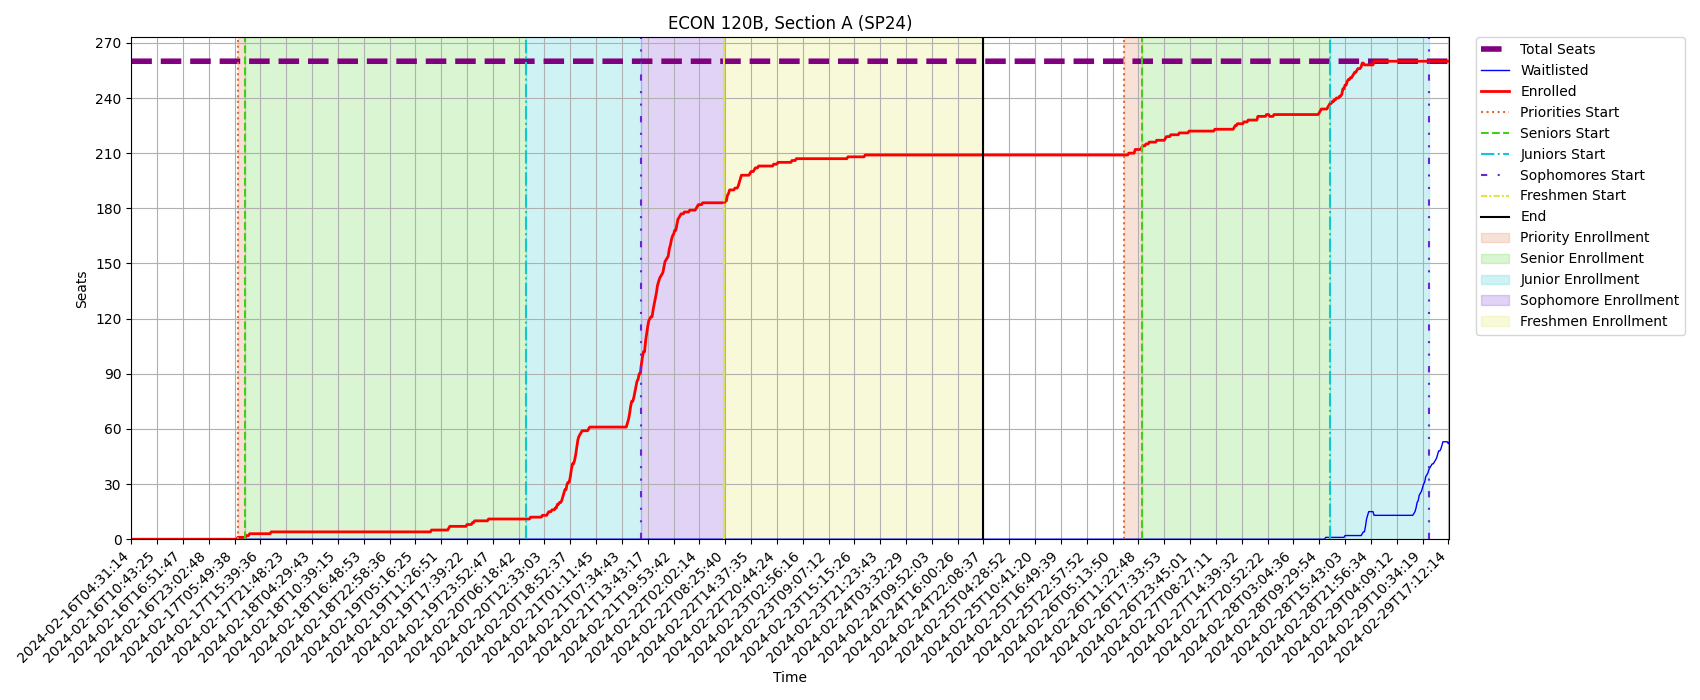 ECON 120B, Section A (SP24)
270
240
210
180
150
120
90
60
30
0
Seats
2024-02-16T04:31:14
2024-02-16T10:43:25
2024-02-16T16:51:47
2024-02-16T23:02:48
2024-02-17T05:49:38
2024-02-17T15:39:36
2024-02-17T21:48:23
2024-02-18T04:29:43
2024-02-18T10:39:15
2024-02-18T16:48:53
2024-02-18T22:58:36
2024-02-19T05:16:25
2024-02-19T11:26:51
2024-02-19T17:39:22
2024-02-19T23:52:47
2024-02-20T06:18:42
2024-02-20T12:33:03
2024-02-20T18:52:37
2024-02-21T01:11:45
2024-02-21T07:34:43
2024-02-21T13:43:17
2024-02-21T19:53:42
2024-02-22T02:02:14
2024-02-22T08:25:40
2024-02-22T14:37:35
2024-02-22T20:44:24
2024-02-23T02:56:16
2024-02-23T09:07:12
2024-02-23T15:15:26
2024-02-23T21:23:43
2024-02-24T03:32:29
2024-02-24T09:52:03
2024-02-24T16:00:26
2024-02-24T22:08:37
2024-02-25T04:28:52
2024-02-25T10:41:20
2024-02-25T16:49:39
2024-02-25T22:57:52
2024-02-26T05:13:50
2024-02-26T11:22:48
2024-02-26T17:33:53
2024-02-26T23:45:01
2024-02-27T08:27:11
2024-02-27T14:39:32
2024-02-27T20:52:22
2024-02-28T03:04:36
2024-02-28T09:29:54
2024-02-28T15:43:03
2024-02-28T21:56:34
2024-02-29T04:09:12
2024-02-29T10:34:19
2024-02-29T17:12:14
Time
Total Seats
Waitlisted
Enrolled
Priorities Start
Seniors Start
Juniors Start
Sophomores Start
Freshmen Start
End
Priority Enrollment
Senior Enrollment
Junior Enrollment
Sophomore Enrollment
Freshmen Enrollment